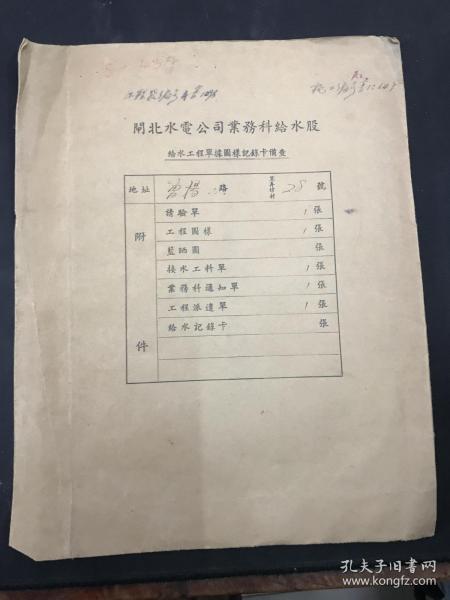 閘北水電公司業務科給水股
給水工程單據圖樣記錄卡備查
地址 曹楊 路 28 號
附件
請驗單 1 張
工程圖樣 1 張
藍晒圖 張
接水工料單 1 張
業務科通知單 1 張
工程派遣單 1 張
給水記錄卡 張
孔夫子旧书网
www.kongfz.com